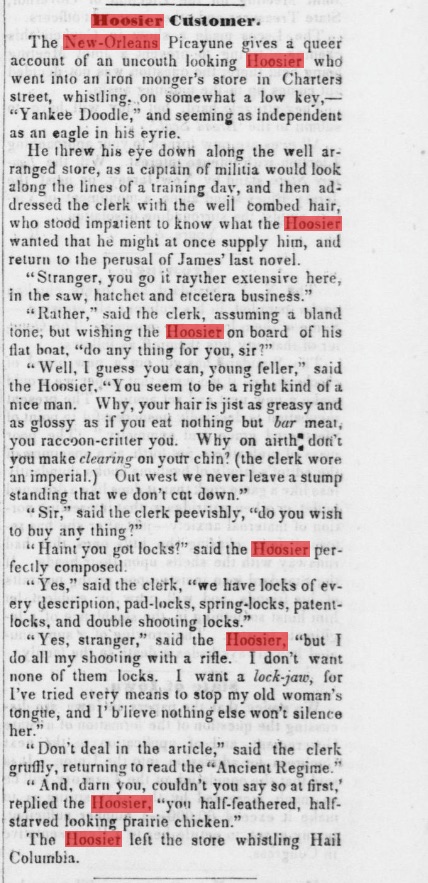 Hoosier Customer.
The New-Orleans Picayune gives a queer
account of an uncouth looking Hoosier who
went into an iron monger's store in Charters
street, whistling, on somewhat a low key,—
"Yankee Doodle," and seeming as independent
as an eagle in his eyrie.
He threw his eye down along the well ar-
ranged store, as a captain of militia would look
along the lines of a training day, and then ad-
dressed the clerk with the well combed hair,
who stood impatient to know what the Hoosier
wanted that he might at once supply him, and
return to the perusal of James' last novel.
"Stranger, you go it rayther extensive here,
in the saw, hatchet and etcetera business."
"Rather," said the clerk, assuming a bland
tone, but wishing the Hoosier on board of his
flat boat, "do any thing for you, sir?"
"Well, I guess you can, young feller," said
the Hoosier. "You seem to be a right kind of a
nice man. Why, your hair is jist as greasy and
as glossy as if you eat nothing but bar meat,
you raccoon-critter you. Why on airth don't
you make clearing on your chin? (the clerk wore
an imperial.) Out west we never leave a stump
standing that we don't cut down."
"Sir," said the clerk peevishly, "do you wish
to buy any thing?"
"Haint you got locks?" said the Hoosier per-
fectly composed.
"Yes," said the clerk, "we have locks of ev-
ery description, pad-locks, spring-locks, patent-
locks, and double shooting locks."
"Yes, stranger," said the Hoosier, "but I
do all my shooting with a rifle. I don't want
none of them locks. I want a lock-jaw, for
I've tried every means to stop my old woman's
tongue, and I' b'lieve nothing else won't silence
her."
"Don't deal in the article," said the clerk
gruffly, returning to read the "Ancient Regime."
"And, darn you, couldn't you say so at first,'
replied the Hoosier, "you half-feathered, half-
starved looking prairie chicken."
The Hoosier left the store whistling Hail
Columbia.